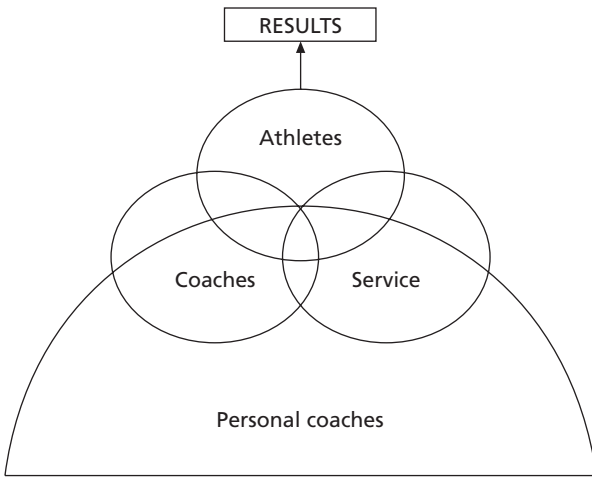 RESULTS
Athletes
Coaches
Service
Personal coaches